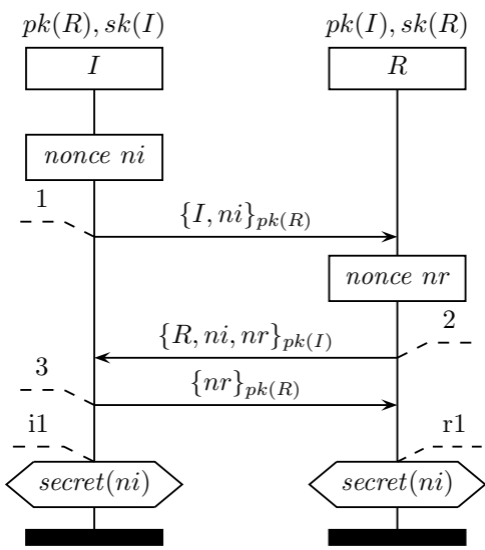 pk(R), sk(I)
pk(I), sk(R)
I
R
nonce ni
1
{I, ni}pk(R)
nonce nr
2
{R, ni, nr}pk(I)
3
{nr}pk(R)
i1
r1
secret(ni)
secret(ni)